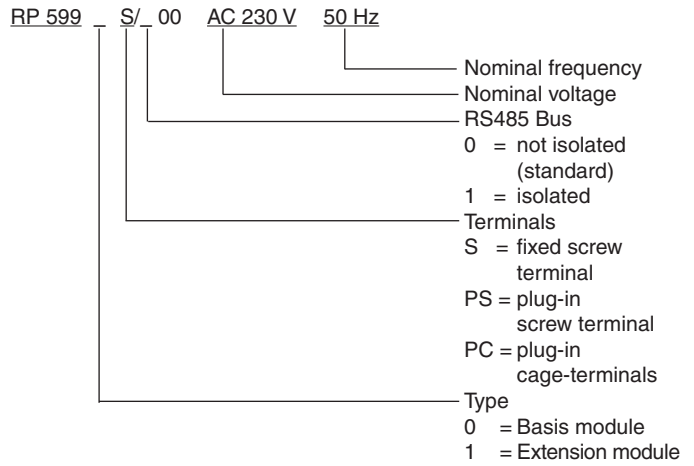 RP 599 _ S/_ 00 AC 230 V 50 Hz
Nominal frequency
Nominal voltage
RS485 Bus
0 = not isolated
(standard)
1 = isolated
Terminals
S = fixed screw
terminal
PS = plug-in
screw terminal
PC = plug-in
cage-terminals
Type
0 = Basis module
1 = Extension module